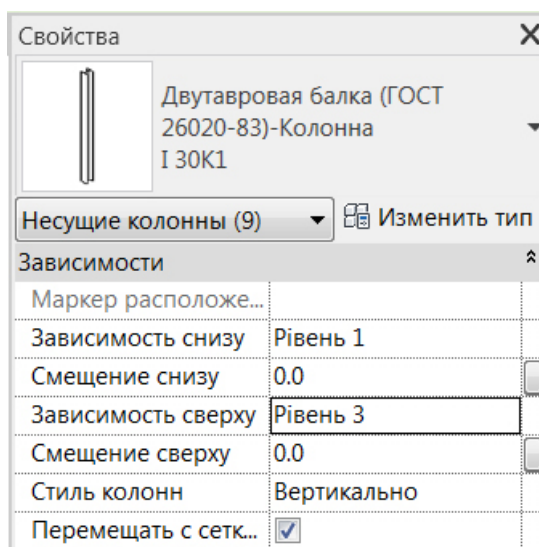 Свойства
Двутавровая балка (ГОСТ
26020-83)-Колонна
I 30К1
Несущие колонны (9)
Изменить тип
Зависимости
Маркер расположе...
Зависимость снизу Рівень 1
Смещение снизу 0.0
Зависимость сверху Рівень 3
Смещение сверху 0.0
Стиль колонн Вертикально
Перемещать с сетк...